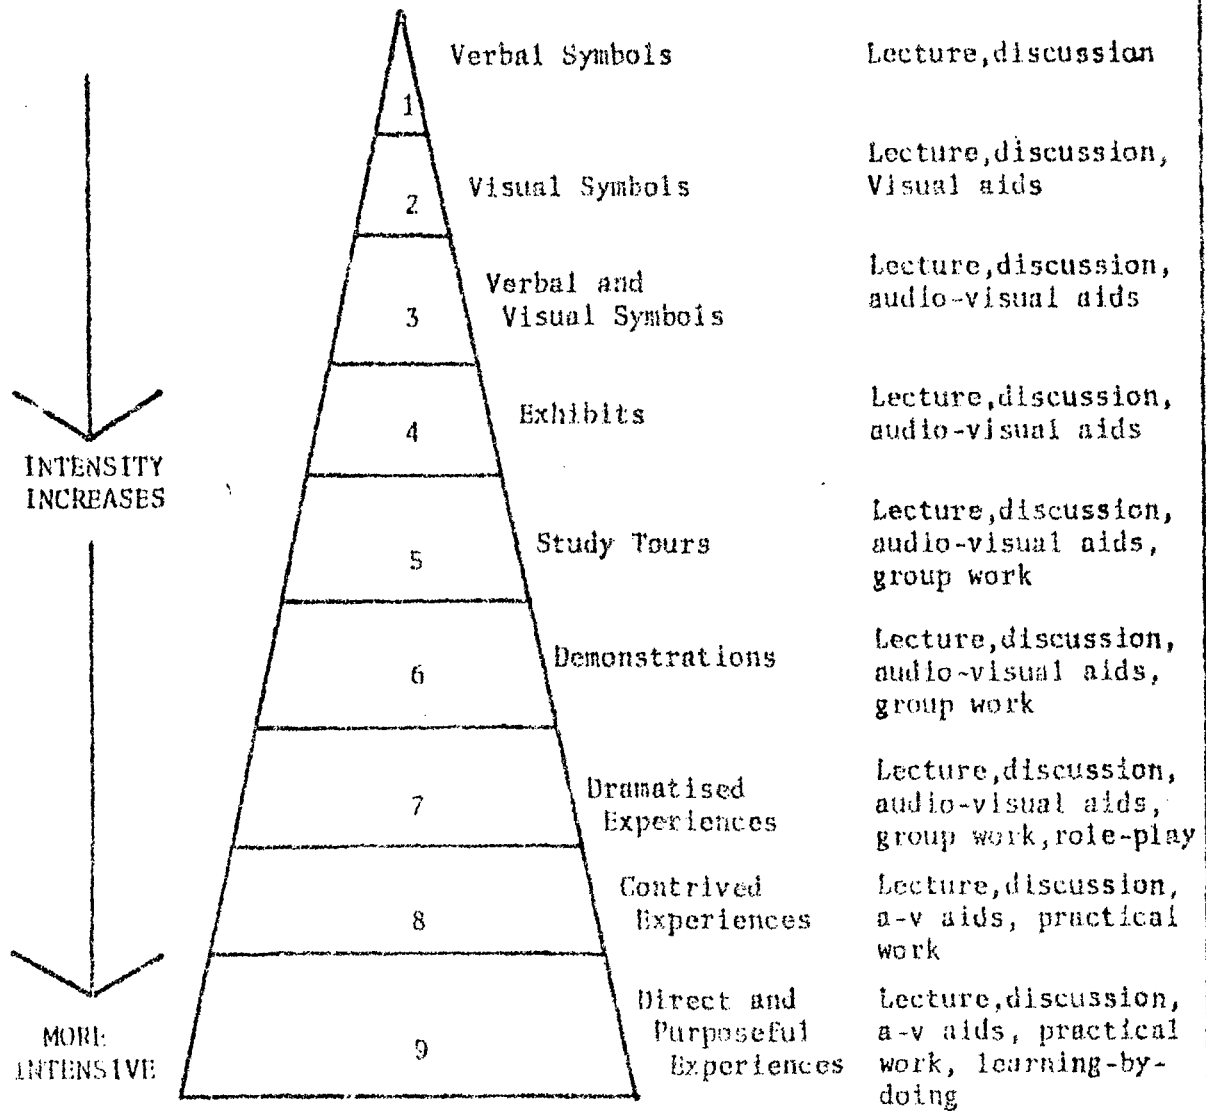 Verbal Symbols
Lecture,discussion
1
Visual Symbols
Lecture,discussion,
Visual aids
2
Verbal and
Visual Symbols
Lecture,discussion,
audio-visual aids
3
Exhibits
Lecture,discussion,
audio-visual aids
4
INTENSITY
INCREASES
Study Tours
Lecture,discussion,
audio-visual aids,
group work
5
Demonstrations
Lecture,discussion,
audio-visual aids,
group work
6
Dramatised
Experiences
Lecture,discussion,
audio-visual aids,
group work,role-play
7
Contrived
Experiences
Lecture,discussion,
a-v aids, practical
work
8
Direct and
Purposeful
Experiences
Lecture,discussion,
a-v aids, practical
work, learning-by-
doing
9
MORE
INTENSIVE